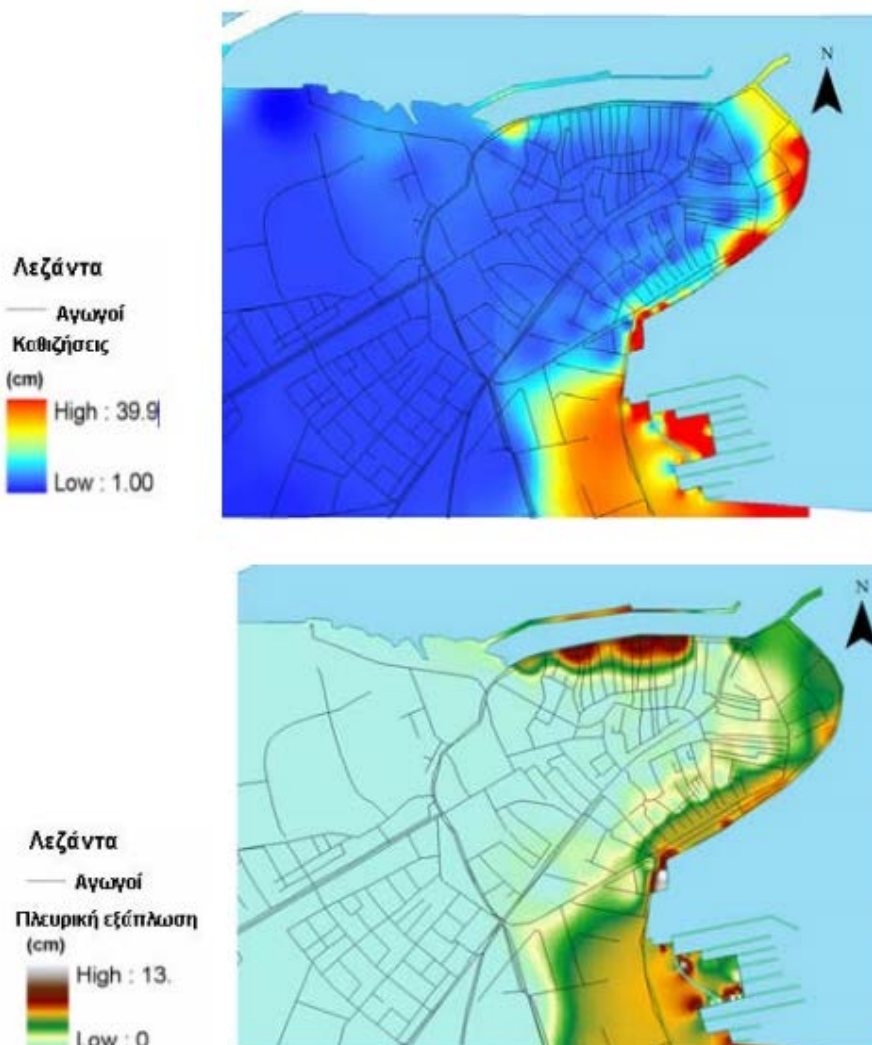 N
Λεζάντα
Αγωγοί
Καθιζήσεις
(cm)
High : 39.9
Low : 1.00
N
Λεζάντα
Αγωγοί
Πλευρική εξάπλωση
(cm)
High : 13.
Low : 0